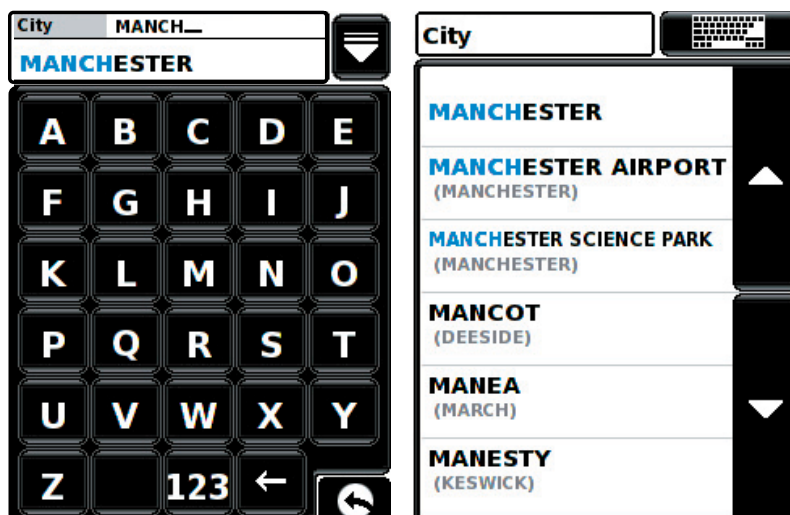 City MANCH_
MANCHESTER
A B C D E
F G H I J
K L M N O
P Q R S T
U V W X Y
Z 123 ←
City
MANCHESTER
MANCHESTER AIRPORT
(MANCHESTER)
MANCHESTER SCIENCE PARK
(MANCHESTER)
MANCOT
(DEESIDE)
MANEA
(MARCH)
MANESTY
(KESWICK)